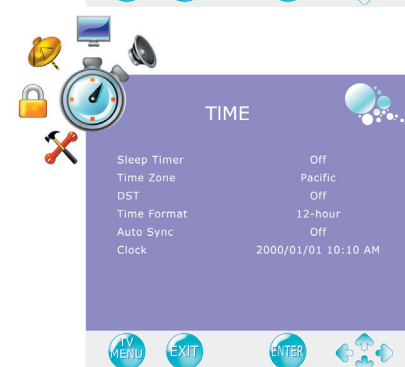 TIME
Sleep Timer Off
Time Zone Pacific
DST Off
Time Format 12-hour
Auto Sync Off
Clock 2000/01/01 10:10 AM
TV MENU EXIT ENTER